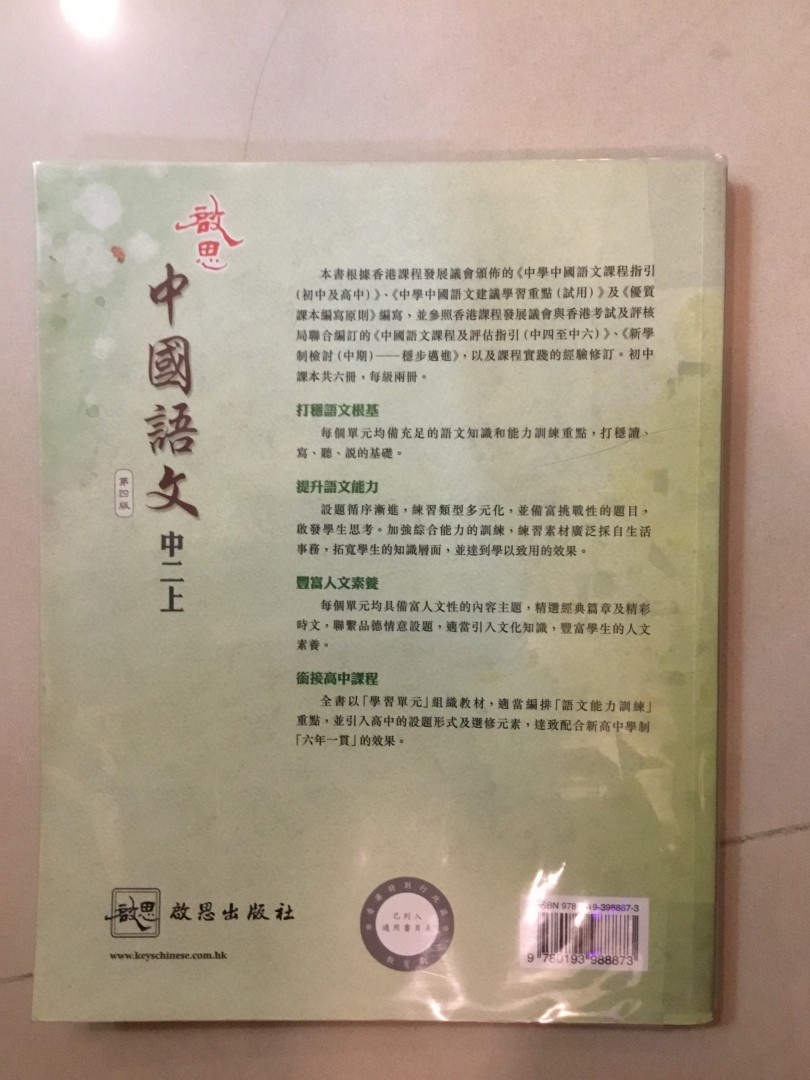 啟思
中國語文
第四版
中二上
本書根據香港課程發展議會頒佈的《中學中國語文課程指引
（初中及高中）》、《中學中國語文建議學習重點（試用）》及《優質
課本編寫原則》編寫，並參照香港課程發展議會與香港考試及評核
局聯合編訂的《中國語文課程及評估指引（中四至中六）》、《新學
制檢討（中期）——穩步邁進》，以及課程實踐的經驗修訂。初中
課本共六冊，每級兩冊。
打穩語文根基
每個單元均備充足的語文知識和能力訓練重點，打穩讀、
寫、聽、説的基礎。
提升語文能力
設題循序漸進，練習類型多元化，並備富挑戰性的題目，
啟發學生思考。加強綜合能力的訓練，練習素材廣泛採自生活
事務，拓寬學生的知識層面，並達到學以致用的效果。
豐富人文素養
每個單元均具備富人文性的內容主題，精選經典篇章及精彩
時文，聯繫品德情意設題，適當引入文化知識，豐富學生的人文
素養。
銜接高中課程
全書以「學習單元」組織教材，適當編排「語文能力訓練」
重點，並引入高中的設題形式及選修元素，達致配合新高中學制
「六年一貫」的效果。
啟思
啟思出版社
www.keyschinese.com.hk
香港特別行政區
已列入
適用書目表
教育
BN 978 19-398887-3
9 780193 988873